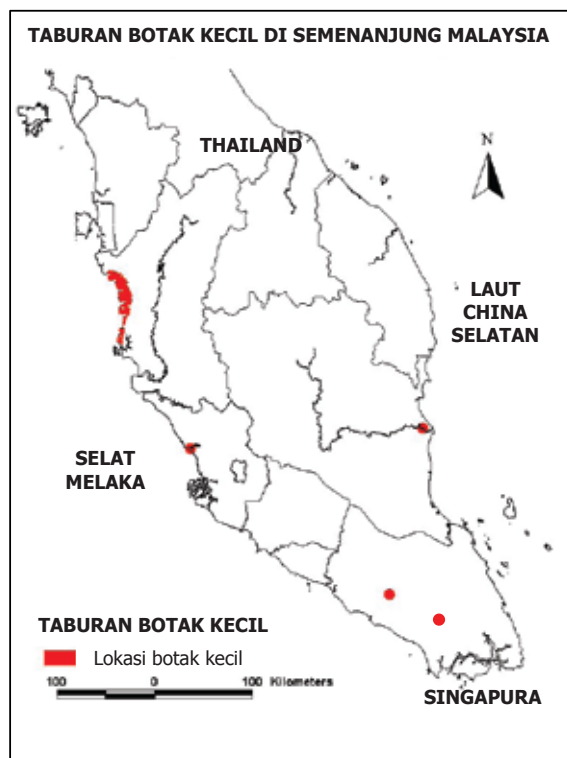 TABURAN BOTAK KECIL DI SEMENANJUNG MALAYSIA
THAILAND
N
LAUT
CHINA
SELATAN
SELAT
MELAKA
TABURAN BOTAK KECIL
Lokasi botak kecil
100 0 100 Kilometers
SINGAPURA